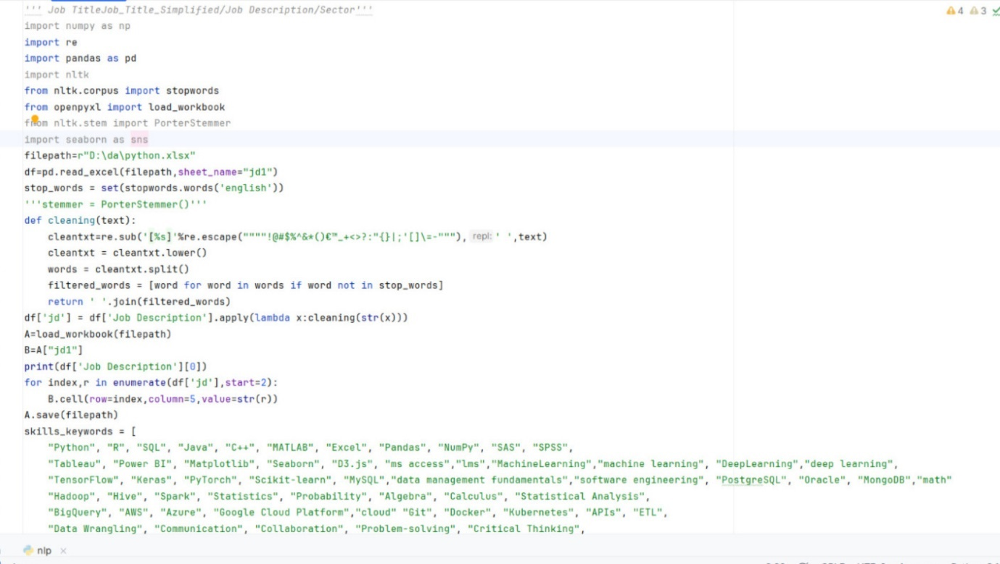 ''' Job TitleJob_Title_Simplified/Job Description/Sector'''
4 3
import numpy as np
import re
import pandas as pd
import nltk
from nltk.corpus import stopwords
from openpyxl import load_workbook
from nltk.stem import PorterStemmer
import seaborn as sns
filepath=r"D:\da\python.xlsx"
df=pd.read_excel(filepath,sheet_name="jd1")
stop_words = set(stopwords.words('english'))
'''stemmer = PorterStemmer()'''
def cleaning(text):
    cleantxt=re.sub('[%s]'%re.escape(""""!@#$%^&*()€™_+<>?:"{}|;'[]\=-"""), repl: ' ',text)
    cleantxt = cleantxt.lower()
    words = cleantxt.split()
    filtered_words = [word for word in words if word not in stop_words]
    return ' '.join(filtered_words)
df['jd'] = df['Job Description'].apply(lambda x:cleaning(str(x)))
A=load_workbook(filepath)
B=A["jd1"]
print(df['Job Description'][0])
for index,r in enumerate(df['jd'],start=2):
    B.cell(row=index,column=5,value=str(r))
A.save(filepath)
skills_keywords = [
    "Python", "R", "SQL", "Java", "C++", "MATLAB", "Excel", "Pandas", "NumPy", "SAS", "SPSS",
    "Tableau", "Power BI", "Matplotlib", "Seaborn", "D3.js", "ms access","lms","MachineLearning","machine learning", "DeepLearning","deep learning",
    "TensorFlow", "Keras", "PyTorch", "Scikit-learn", "MySQL","data management fundamentals","software engineering", "PostgreSQL", "Oracle", "MongoDB","math"
    "Hadoop", "Hive", "Spark", "Statistics", "Probability", "Algebra", "Calculus", "Statistical Analysis",
    "BigQuery", "AWS", "Azure", "Google Cloud Platform","cloud" "Git", "Docker", "Kubernetes", "APIs", "ETL",
    "Data Wrangling", "Communication", "Collaboration", "Problem-solving", "Critical Thinking",
nlp